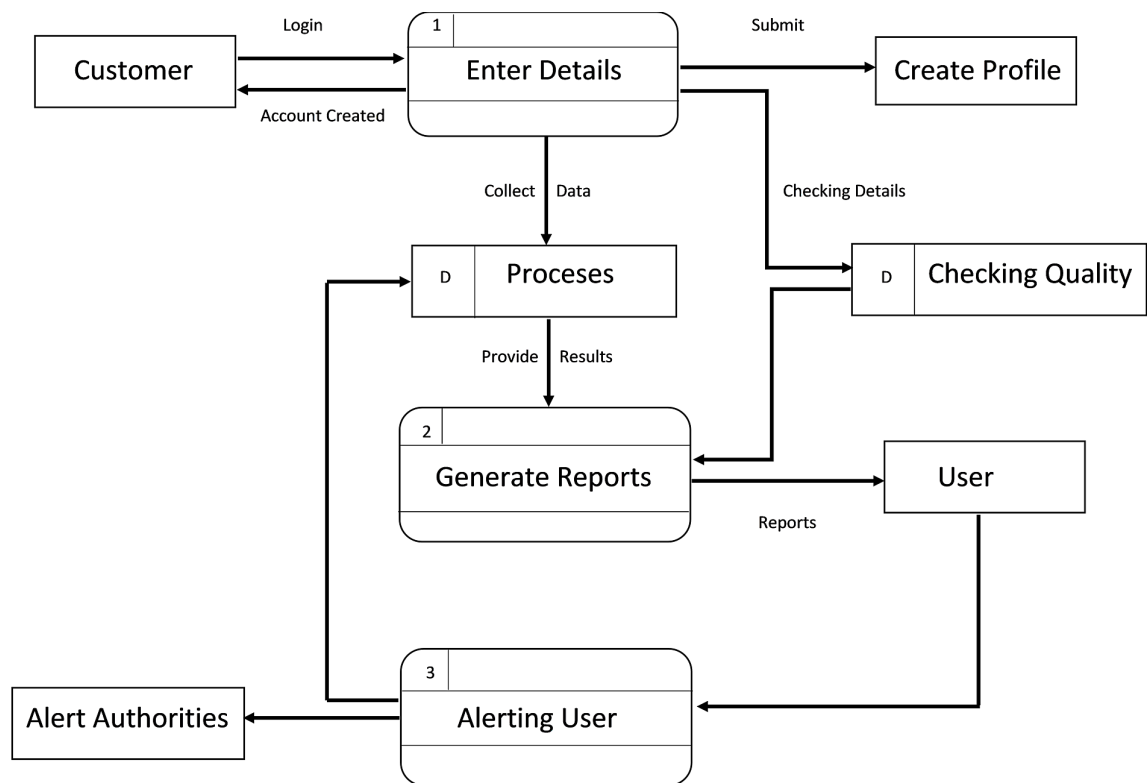 Login
1
Submit
Customer
Enter Details
Create Profile
Account Created
Collect Data
Checking Details
D
Proceses
D
Checking Quality
Provide Results
2
Generate Reports
User
Reports
3
Alert Authorities
Alerting User